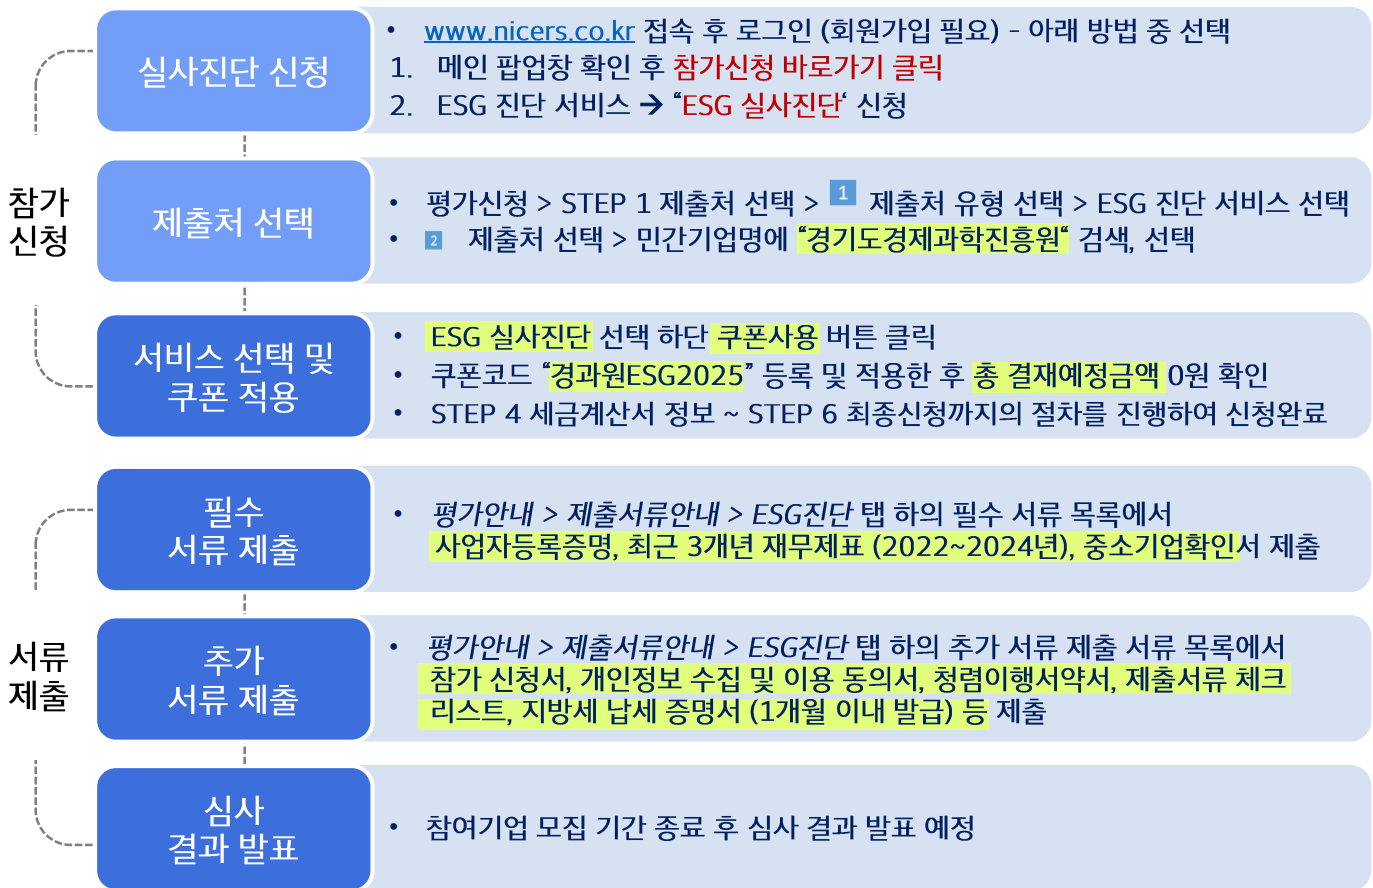 참가
신청
실사진단 신청
• www.nicers.co.kr 접속 후 로그인 (회원가입 필요) - 아래 방법 중 선택
1. 메인 팝업창 확인 후 참가신청 바로가기 클릭
2. ESG 진단 서비스 → “ESG 실사진단‘ 신청
제출처 선택
• 평가신청 > STEP 1 제출처 선택 > 1 제출처 유형 선택 > ESG 진단 서비스 선택
• 2 제출처 선택 > 민간기업명에 “경기도경제과학진흥원“ 검색, 선택
서비스 선택 및
쿠폰 적용
• ESG 실사진단 선택 하단 쿠폰사용 버튼 클릭
• 쿠폰코드 “경과원ESG2025” 등록 및 적용한 후 총 결재예정금액 0원 확인
• STEP 4 세금계산서 정보 ~ STEP 6 최종신청까지의 절차를 진행하여 신청완료
서류
제출
필수
서류 제출
• 평가안내 > 제출서류안내 > ESG진단 탭 하의 필수 서류 목록에서
사업자등록증명, 최근 3개년 재무제표 (2022~2024년), 중소기업확인서 제출
추가
서류 제출
• 평가안내 > 제출서류안내 > ESG진단 탭 하의 추가 서류 제출 서류 목록에서
참가 신청서, 개인정보 수집 및 이용 동의서, 청렴이행서약서, 제출서류 체크
리스트, 지방세 납세 증명서 (1개월 이내 발급) 등 제출
심사
결과 발표
• 참여기업 모집 기간 종료 후 심사 결과 발표 예정